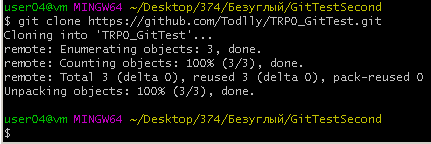 user04@vm MINGW64 ~/Desktop/374/Безуглый/GitTestSecond
$ git clone https://github.com/Todlly/TRPO_GitTest.git
Cloning into 'TRPO_GitTest'...
remote: Enumerating objects: 3, done.
remote: Counting objects: 100% (3/3), done.
remote: Total 3 (delta 0), reused 3 (delta 0), pack-reused 0
Unpacking objects: 100% (3/3), done.
user04@vm MINGW64 ~/Desktop/374/Безуглый/GitTestSecond
$